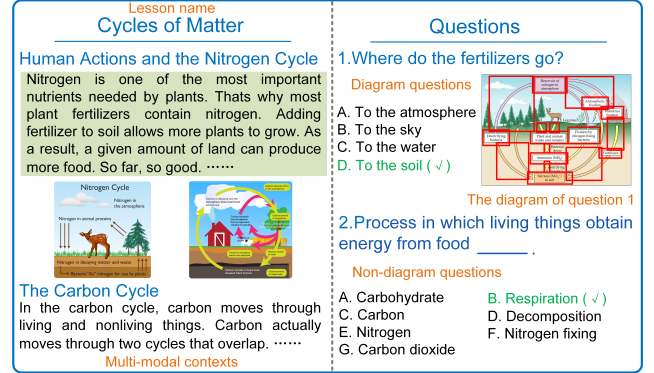 Lesson name
Cycles of Matter
Human Actions and the Nitrogen Cycle
Nitrogen is one of the most important
nutrients needed by plants. Thats why most
plant fertilizers contain nitrogen. Adding
fertilizer to soil allows more plants to grow. As
a result, a given amount of land can produce
more food. So far, so good. ······
Nitrogen Cycle
Nitrogen in
the atmosphere
Nitrogen in animal proteins
Nitrogen in decaying matter and waste
Bacteria "fix" nitrogen for use by plants
The Carbon Cycle
In the carbon cycle, carbon moves through
living and nonliving things. Carbon actually
moves through two cycles that overlap. ······
Multi-modal contexts
Questions
1.Where do the fertilizers go?
Diagram questions
A. To the atmosphere
B. To the sky
C. To the water
D. To the soil (√)
The diagram of question 1
2.Process in which living things obtain
energy from food ______ .
Non-diagram questions
A. Carbohydrate
B. Respiration (√)
C. Carbon
D. Decomposition
E. Nitrogen
F. Nitrogen fixing
G. Carbon dioxide